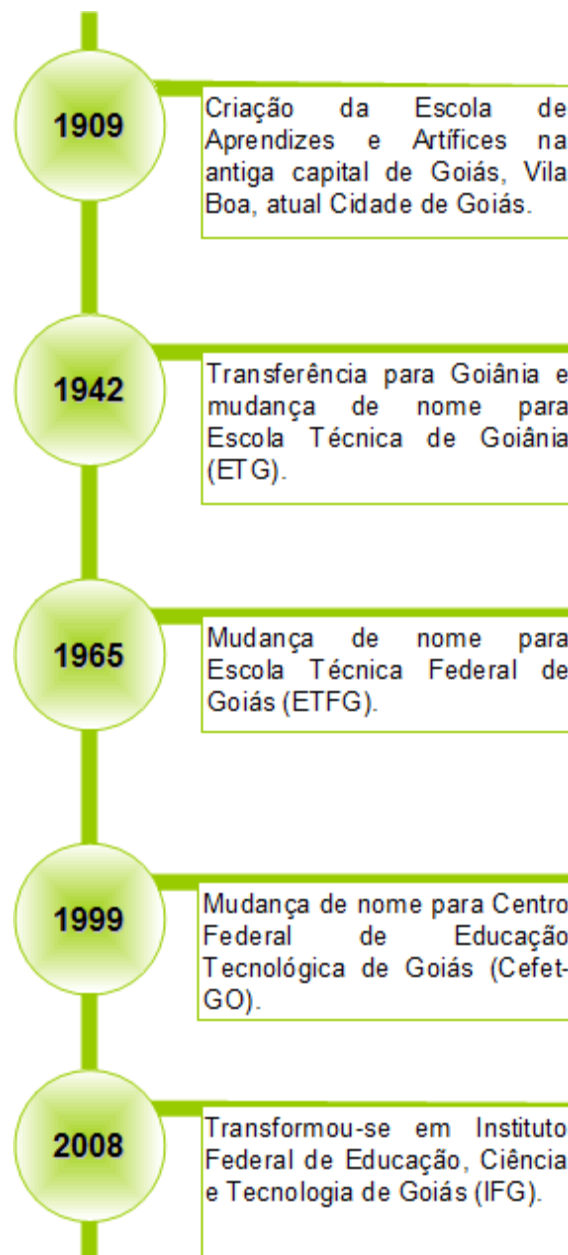 1909
Criação da Escola de
Aprendizes e Artífices na
antiga capital de Goiás, Vila
Boa, atual Cidade de Goiás.
1942
Transferência para Goiânia e
mudança de nome para
Escola Técnica de Goiânia
(ETG).
1965
Mudança de nome para
Escola Técnica Federal de
Goiás (ETFG).
1999
Mudança de nome para Centro
Federal de Educação
Tecnológica de Goiás (Cefet-
GO).
2008
Transformou-se em Instituto
Federal de Educação, Ciência
e Tecnologia de Goiás (IFG).